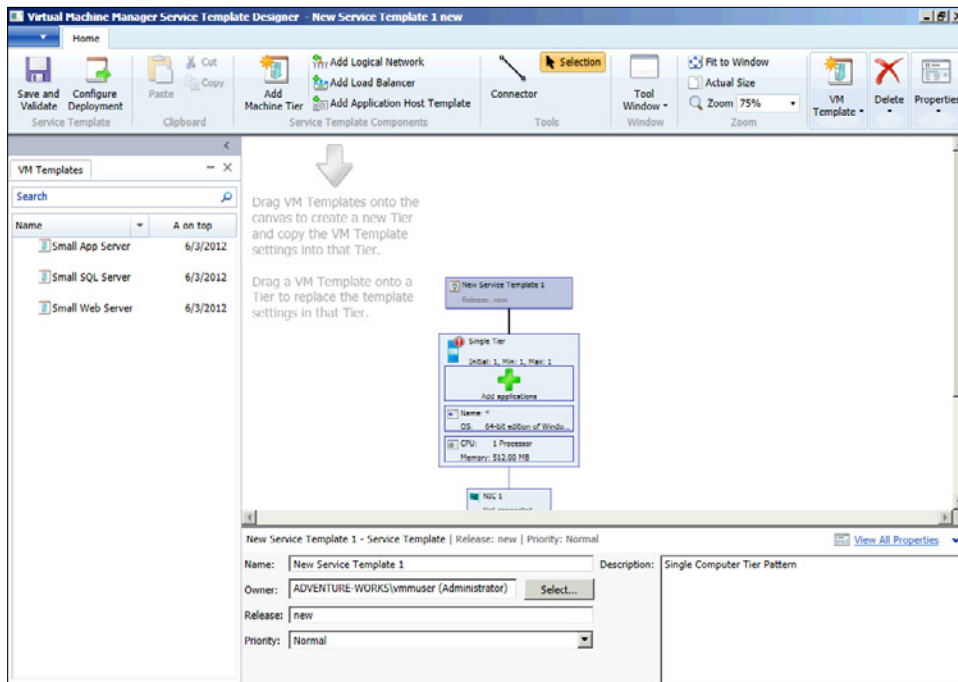 Virtual Machine Manager Service Template Designer - New Service Template 1 new
Home
Save and Validate
Configure Deployment
Service Template
Paste
Cut
Copy
Clipboard
Add Machine Tier
Add Logical Network
Add Load Balancer
Add Application Host Template
Service Template Components
Connector
Selection
Tools
Tool Window
Window
Fit to Window
Actual Size
Zoom 75%
Zoom
VM Template
Delete
Properties
VM Templates
Search
Name A on top
Small App Server 6/3/2012
Small SQL Server 6/3/2012
Small Web Server 6/3/2012
Drag VM Templates onto the
canvas to create a new Tier
and copy the VM Template
settings into that Tier.
Drag a VM Template onto a
Tier to replace the template
settings in that Tier.
New Service Template 1
Release: new
Single Tier
Initial: 1, Min: 1, Max: 1
Add applications
Name: *
OS: 64-bit edition of Windo...
CPU: 1 Processor
Memory: 512.00 MB
NIC 1
Not connected
New Service Template 1 - Service Template | Release: new | Priority: Normal
View All Properties
Name: New Service Template 1
Owner: ADVENTURE-WORKS\vmmuser (Administrator) Select...
Release: new
Priority: Normal
Description: Single Computer Tier Pattern